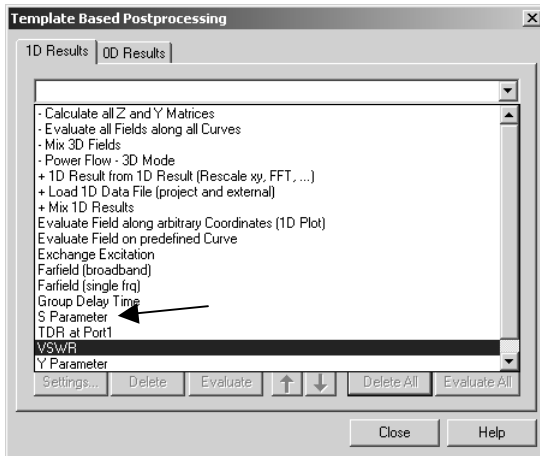 Template Based Postprocessing
1D Results 0D Results
- Calculate all Z and Y Matrices
- Evaluate all Fields along all Curves
- Mix 3D Fields
- Power Flow - 3D Mode
+ 1D Result from 1D Result (Rescale xy, FFT, ...)
+ Load 1D Data File (project and external)
+ Mix 1D Results
Evaluate Field along arbitrary Coordinates (1D Plot)
Evaluate Field on predefined Curve
Exchange Excitation
Farfield (broadband)
Farfield (single frq)
Group Delay Time
S Parameter
TDR at Port1
VSWR
Y Parameter
Settings... Delete Evaluate Delete All Evaluate All
Close Help